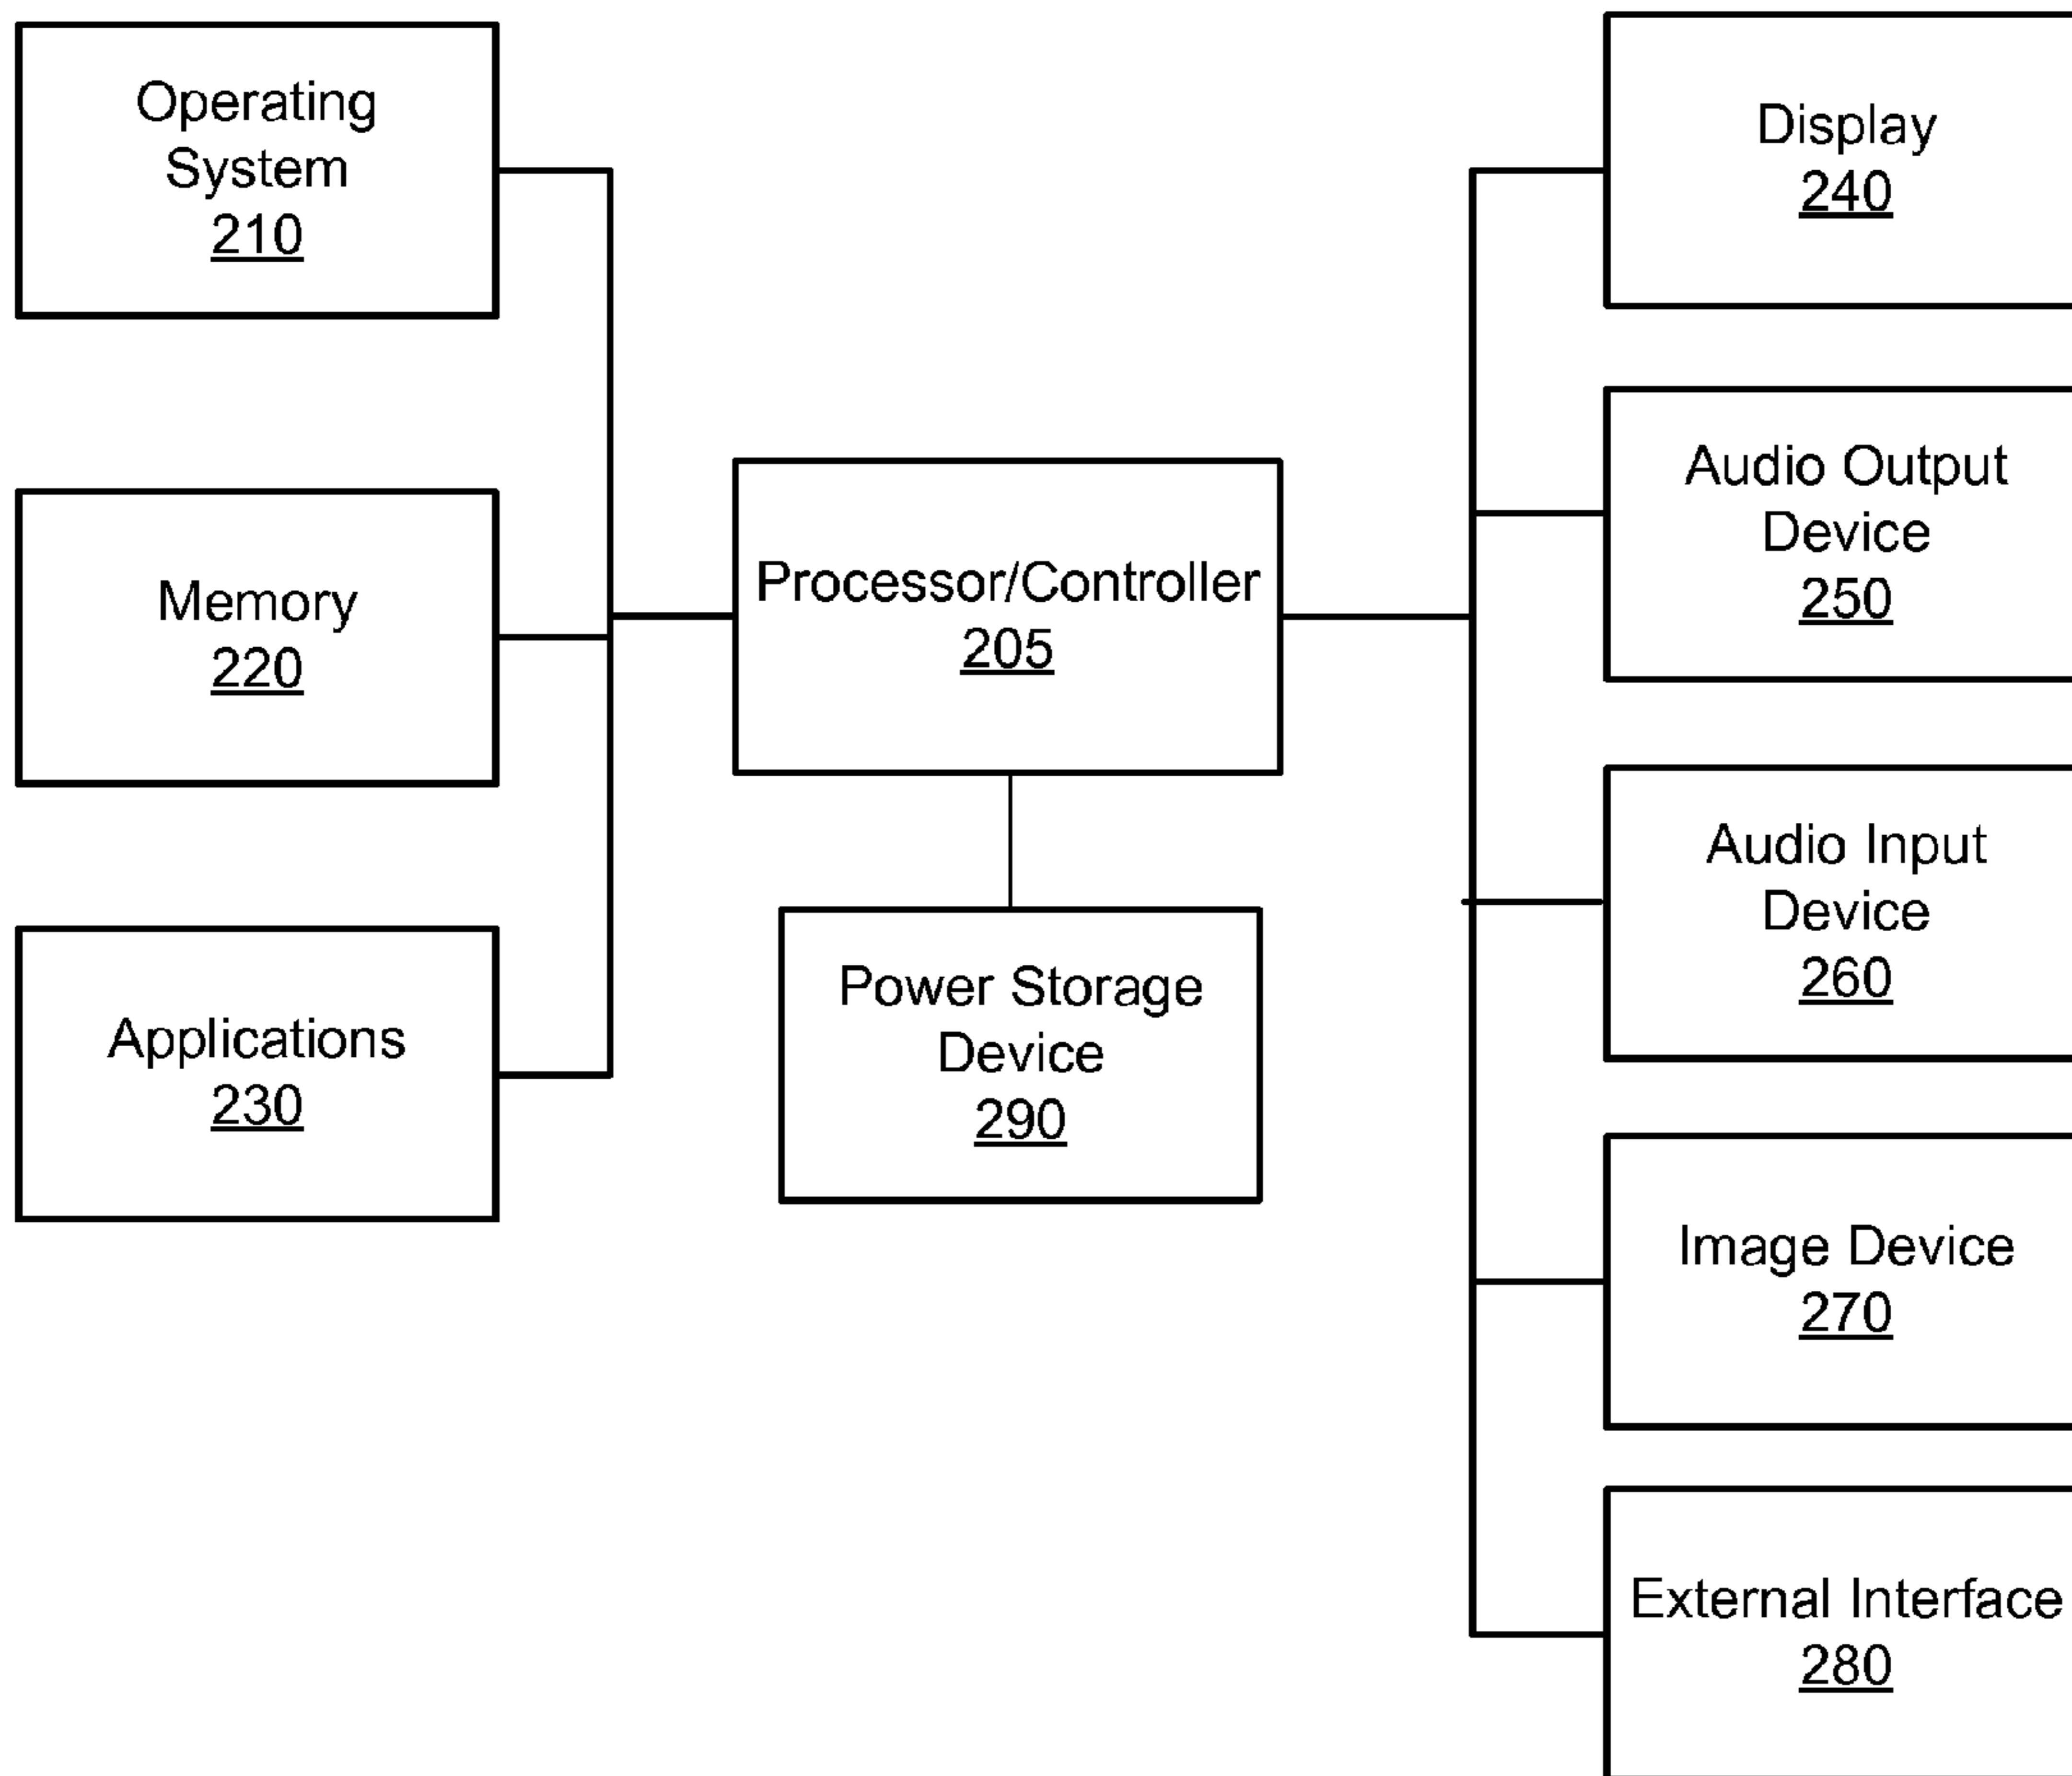 Operating
System
210
Memory
220
Applications
230
Processor/Controller
205
Power Storage
Device
290
Display
240
Audio Output
Device
250
Audio Input
Device
260
Image Device
270
External Interface
280